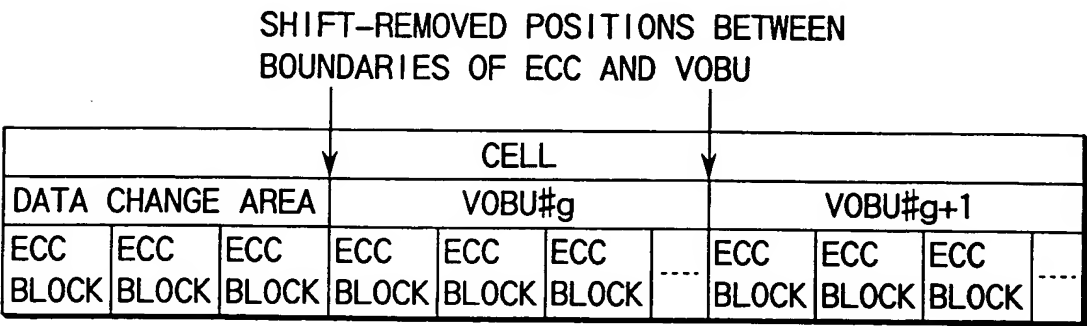 SHIFT-REMOVED POSITIONS BETWEEN
BOUNDARIES OF ECC AND VOBU
CELL
DATA CHANGE AREA VOBU#g VOBU#g+1
ECC ECC ECC ECC ECC ECC ---- ECC ECC ECC ----
BLOCK BLOCK BLOCK BLOCK BLOCK BLOCK BLOCK BLOCK BLOCK